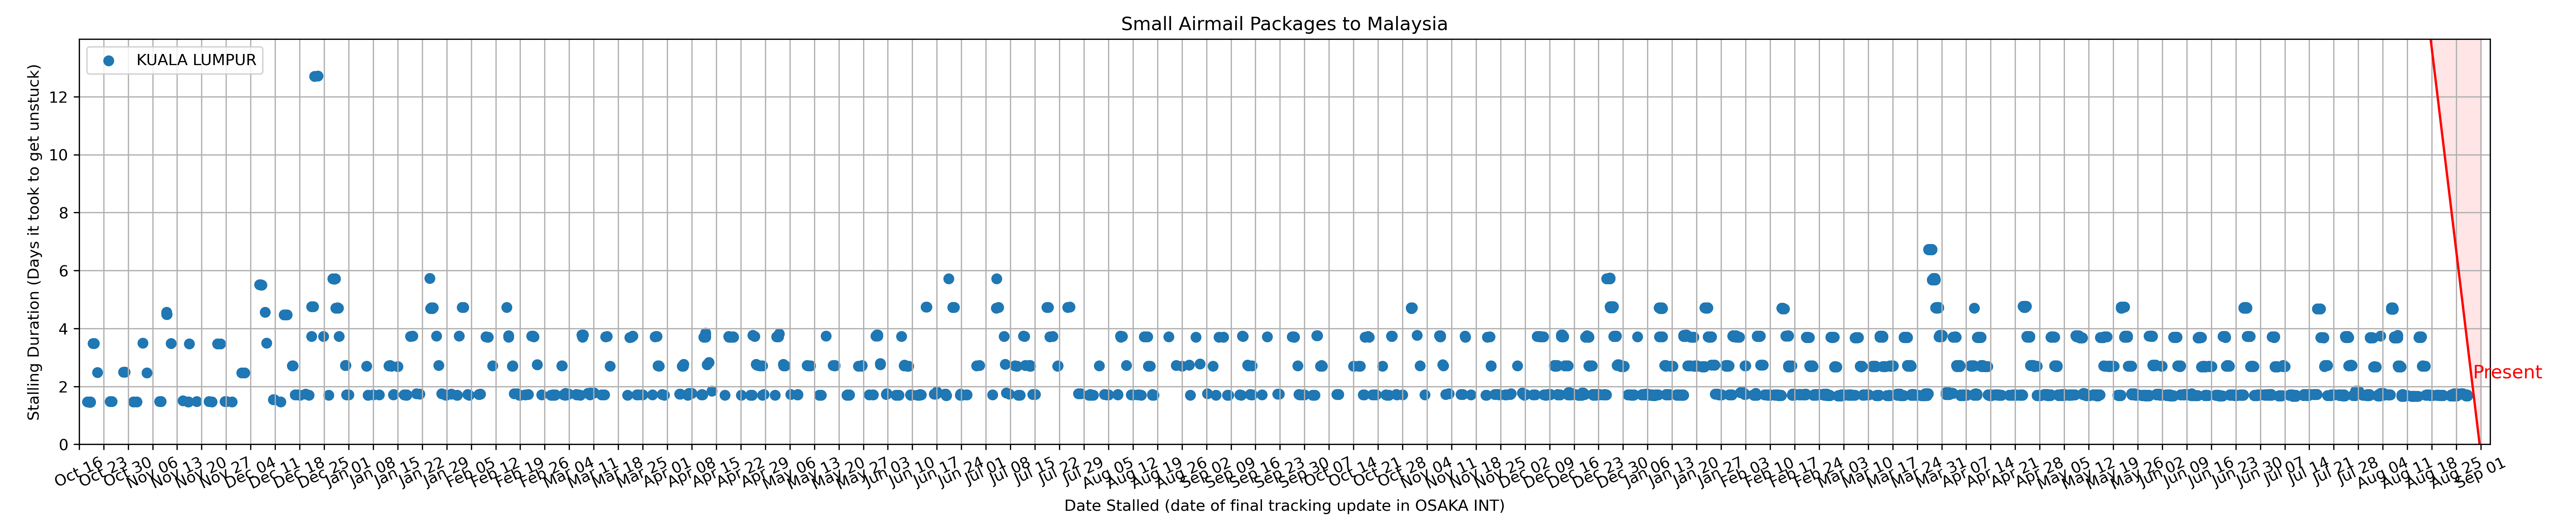 Small Airmail Packages to Malaysia
KUALA LUMPUR
Stalling Duration (Days it took to get unstuck)
12
10
8
6
4
2
0
Present
Oct 16 Oct 23 Oct 30 Nov 06 Nov 13 Nov 20 Nov 27 Dec 04 Dec 11 Dec 18 Dec 25 Jan 01 Jan 08 Jan 15 Jan 22 Jan 29 Feb 05 Feb 12 Feb 19 Feb 26 Mar 04 Mar 11 Mar 18 Mar 25 Apr 01 Apr 08 Apr 15 Apr 22 Apr 29 May 06 May 13 May 20 May 27 Jun 03 Jun 10 Jun 17 Jun 24 Jul 01 Jul 08 Jul 15 Jul 22 Jul 29 Aug 05 Aug 12 Aug 19 Aug 26 Sep 02 Sep 09 Sep 16 Sep 23 Sep 30 Oct 07 Oct 14 Oct 21 Oct 28 Nov 04 Nov 11 Nov 18 Nov 25 Dec 02 Dec 09 Dec 16 Dec 23 Dec 30 Jan 06 Jan 13 Jan 20 Jan 27 Feb 03 Feb 10 Feb 17 Feb 24 Mar 03 Mar 10 Mar 17 Mar 24 Mar 31 Apr 07 Apr 14 Apr 21 Apr 28 May 05 May 12 May 19 May 26 Jun 02 Jun 09 Jun 16 Jun 23 Jun 30 Jul 07 Jul 14 Jul 21 Jul 28 Aug 04 Aug 11 Aug 18 Aug 25 Sep 01
Date Stalled (date of final tracking update in OSAKA INT)